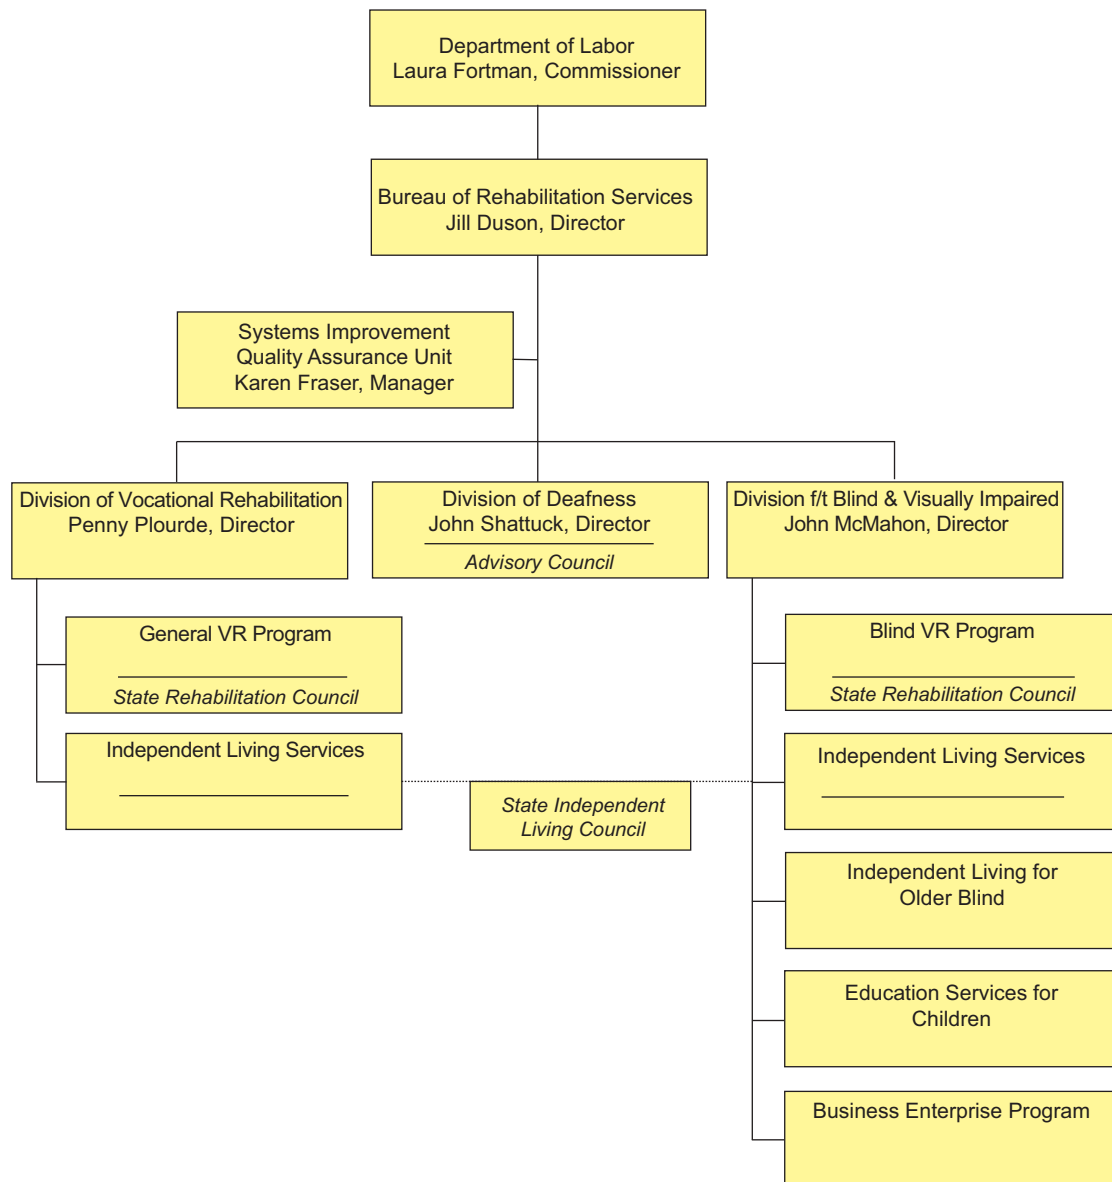 Department of Labor
Laura Fortman, Commissioner
Bureau of Rehabilitation Services
Jill Duson, Director
Systems Improvement
Quality Assurance Unit
Karen Fraser, Manager
Division of Vocational Rehabilitation
Penny Plourde, Director
Division of Deafness
John Shattuck, Director
Advisory Council
Division f/t Blind & Visually Impaired
John McMahon, Director
General VR Program
State Rehabilitation Council
Independent Living Services
State Independent
Living Council
Blind VR Program
State Rehabilitation Council
Independent Living Services
Independent Living for
Older Blind
Education Services for
Children
Business Enterprise Program